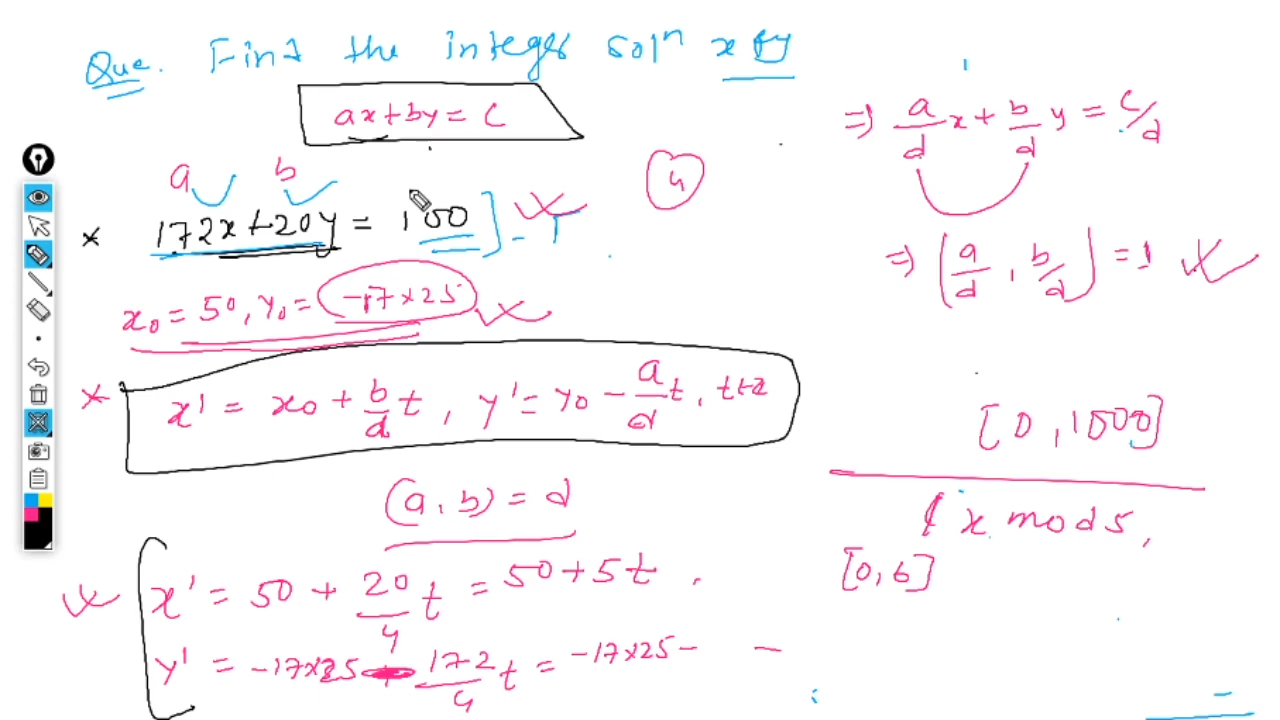 Que. Find the integer solⁿ x & y
ax+by = c
a b
* 172x+20y = 100 ] - I
x₀ = 50, y₀ = -17×25
* x' = x₀ + b/d t, y' = y₀ - a/d t, t∈z
(a, b) = d
x' = 50 + 20/4 t = 50+5t,
y' = -17×25 - 172/4 t = -17×25 - -
4
⇒ a/d x + b/d y = c/d
⇒ (a/d, b/d) = 1
[0, 1000]
x mod 5,
[0, 6]